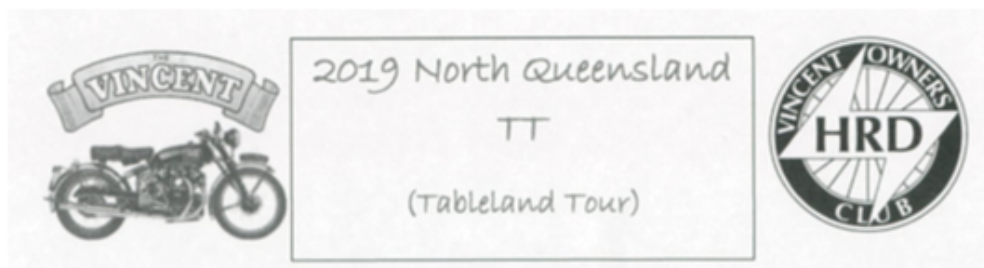 THE
VINCENT
2019 North Queensland
TT
(Tableland Tour)
VINCENT OWNERS
HRD
CLUB